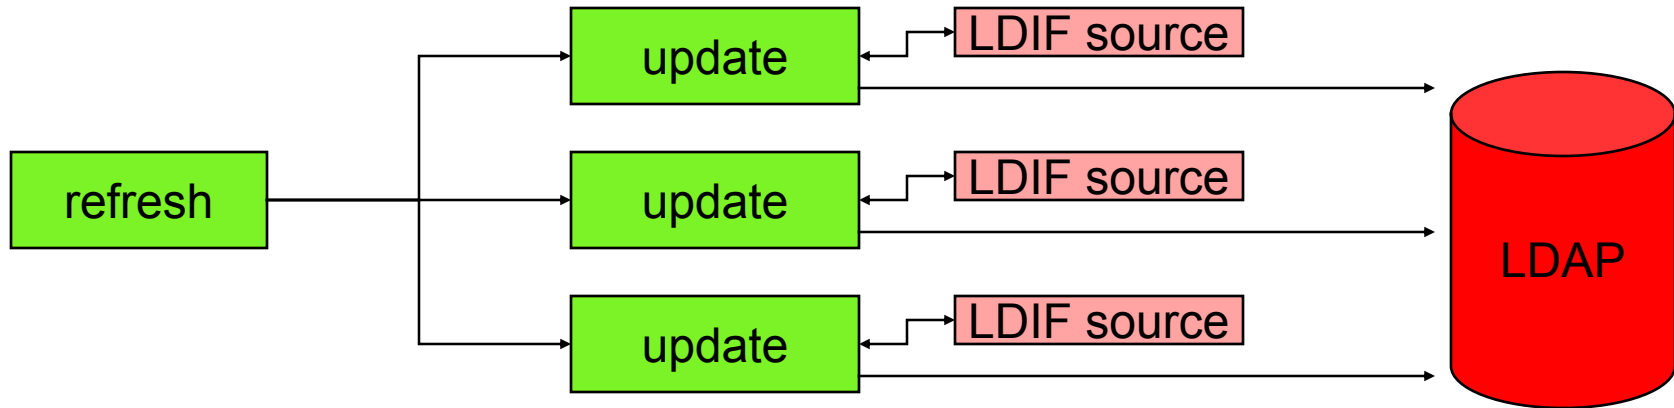 update
LDIF source
refresh
update
LDIF source
LDAP
update
LDIF source